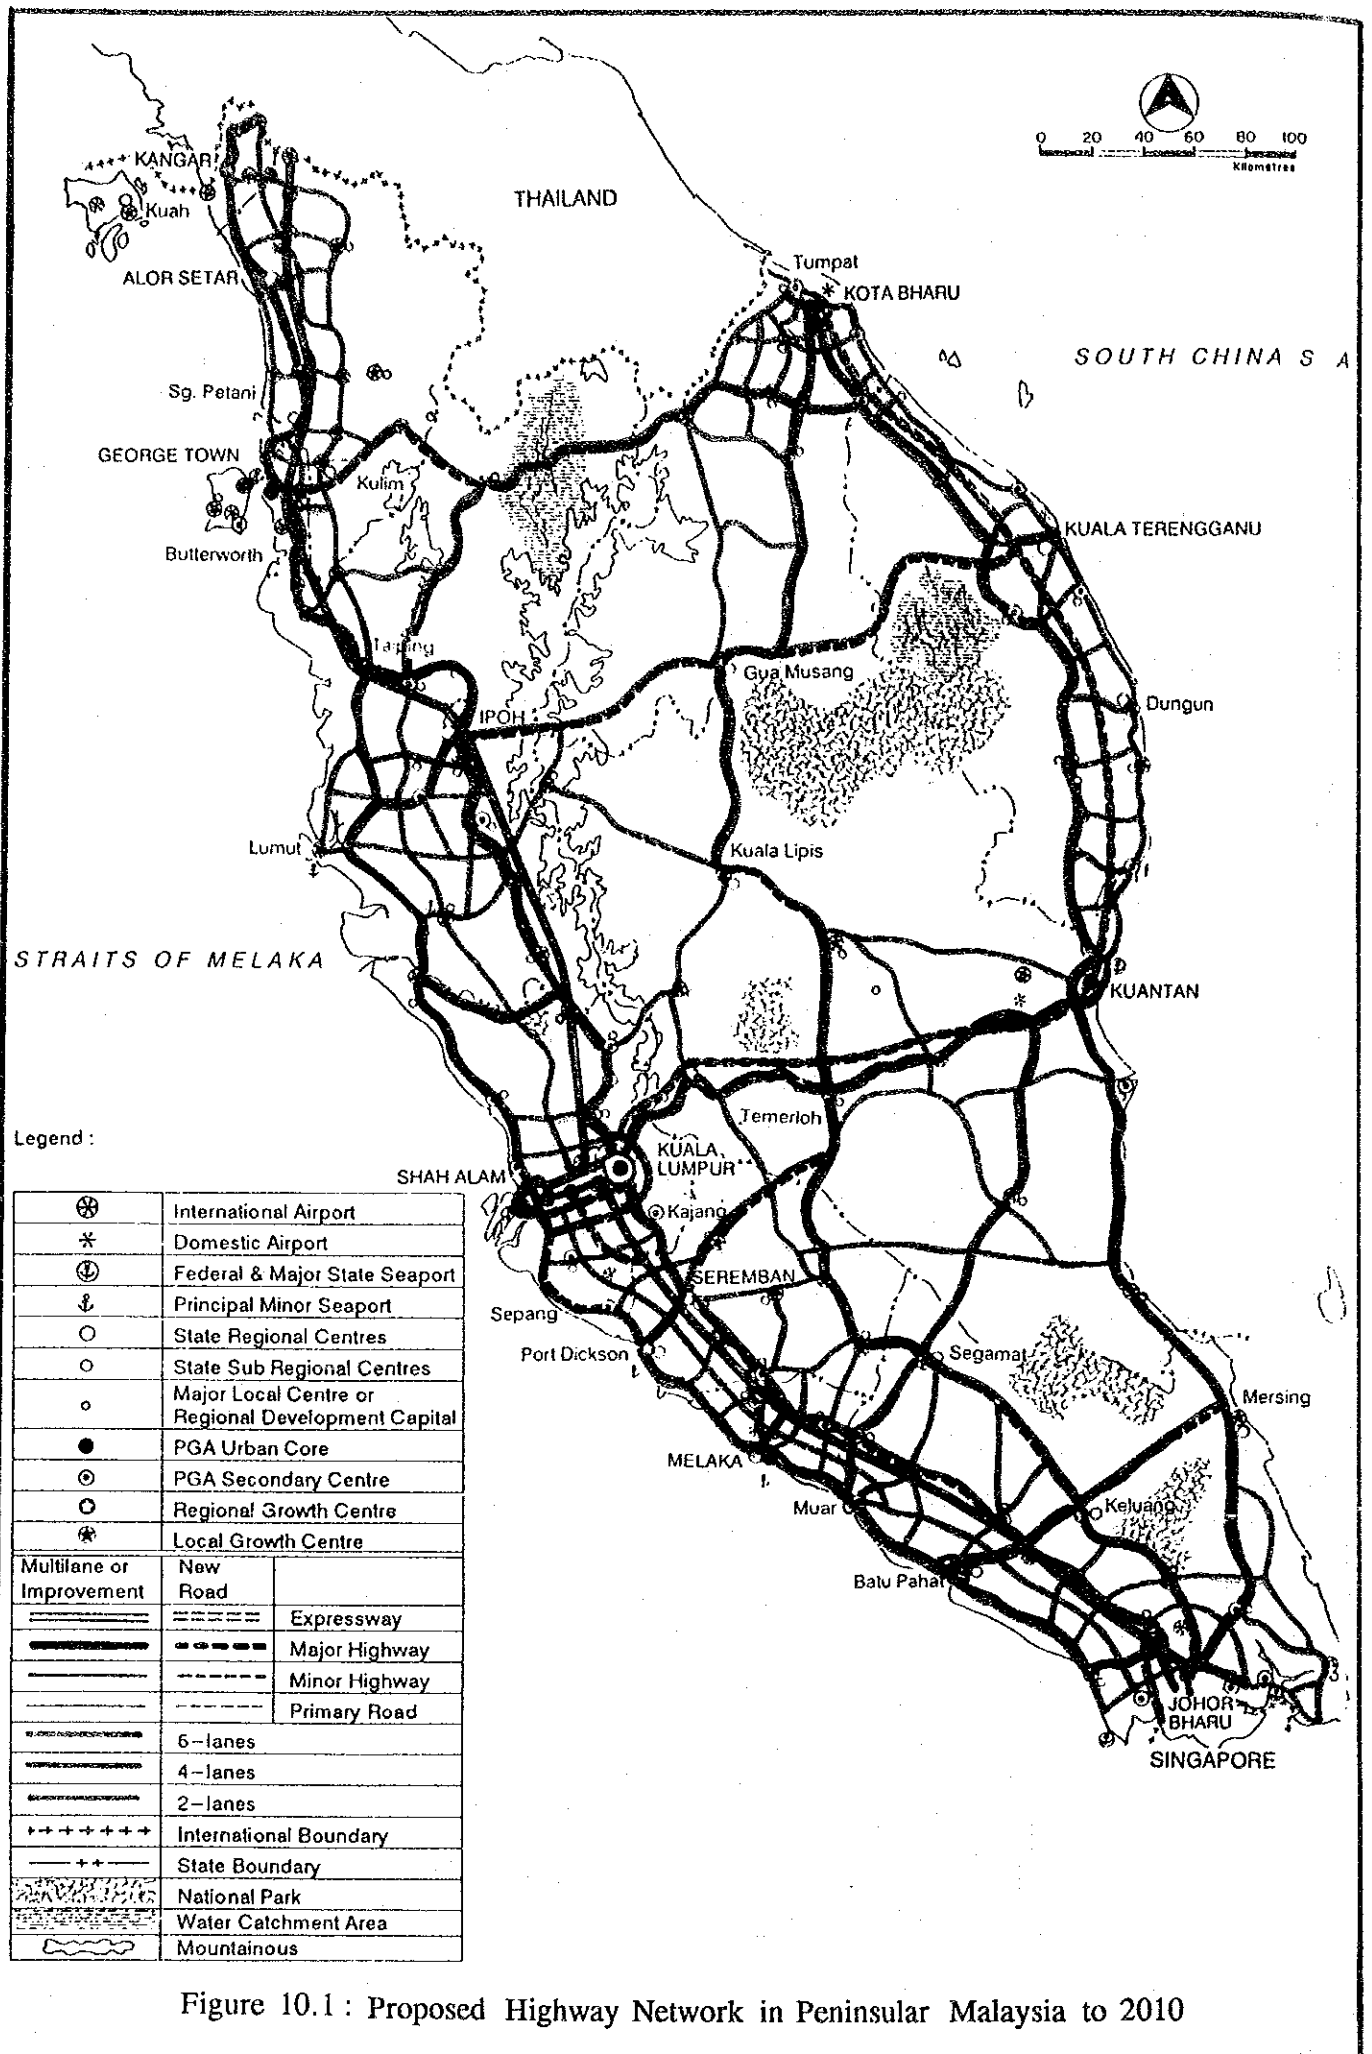 0 20 40 60 80 100
Kilometres
KANGAR
THAILAND
Kuah
Tumpat
ALOR SETAR
KOTA BHARU
SOUTH CHINA S A
Sg. Petani
GEORGE TOWN
Kulim
KUALA TERENGGANU
Butterworth
Taiping
Gua Musang
Dungun
IPOH
Lumut
Kuala Lipis
STRAITS OF MELAKA
KUANTAN
Temerloh
KUALA
LUMPUR
SHAH ALAM
Kajang
SEREMBAN
Sepang
Port Dickson
Segamat
Mersing
MELAKA
Muar
Keluang
Batu Pahat
JOHOR
BHARU
SINGAPORE
Legend :
International Airport
Domestic Airport
Federal & Major State Seaport
Principal Minor Seaport
State Regional Centres
State Sub Regional Centres
Major Local Centre or
Regional Development Capital
PGA Urban Core
PGA Secondary Centre
Regional Growth Centre
Local Growth Centre
Multilane or New
Improvement Road
Expressway
Major Highway
Minor Highway
Primary Road
6-lanes
4-lanes
2-lanes
International Boundary
State Boundary
National Park
Water Catchment Area
Mountainous
Figure 10.1 : Proposed Highway Network in Peninsular Malaysia to 2010